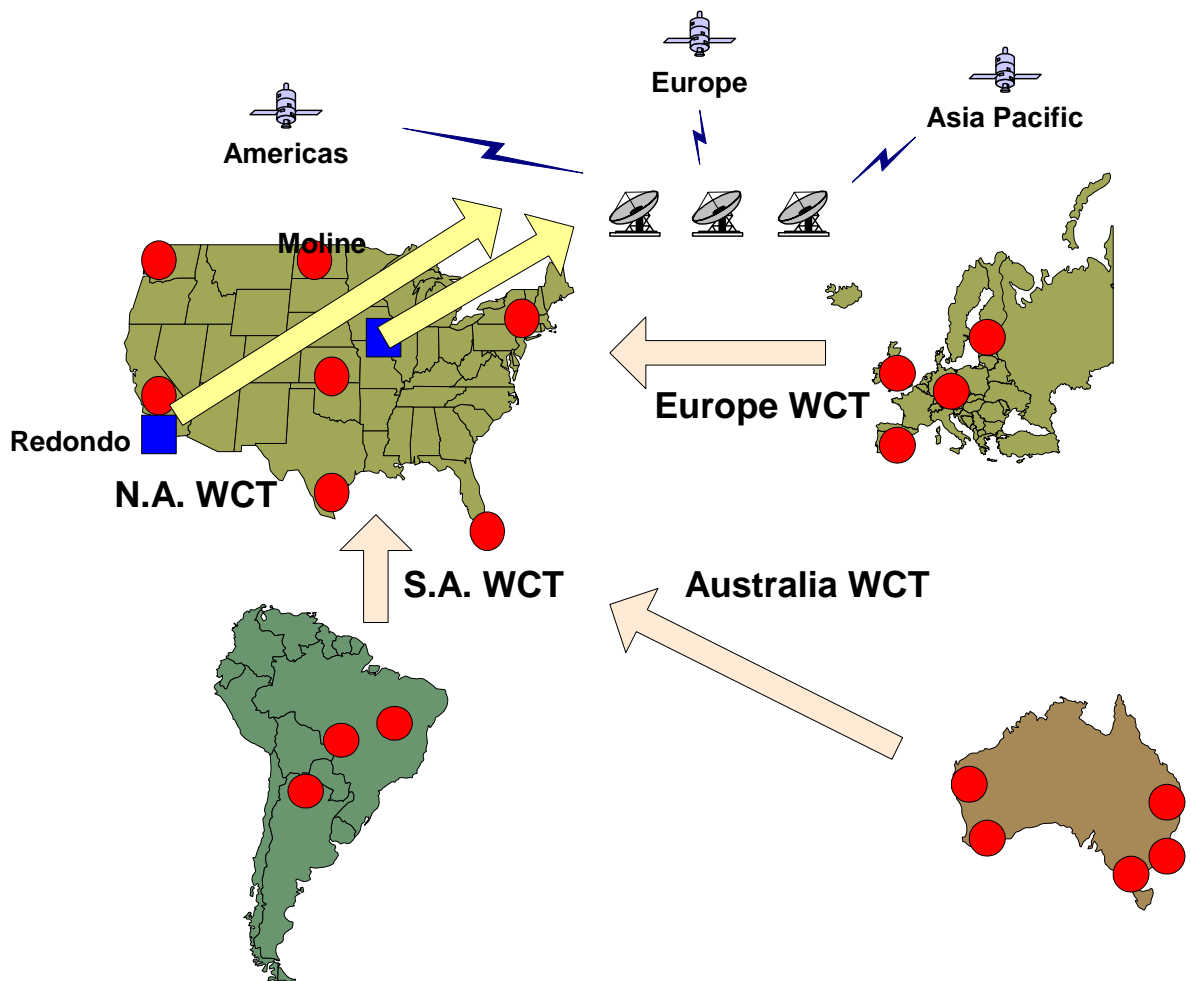 Europe
Asia Pacific
Americas
Moline
Europe WCT
Redondo
N.A. WCT
S.A. WCT
Australia WCT